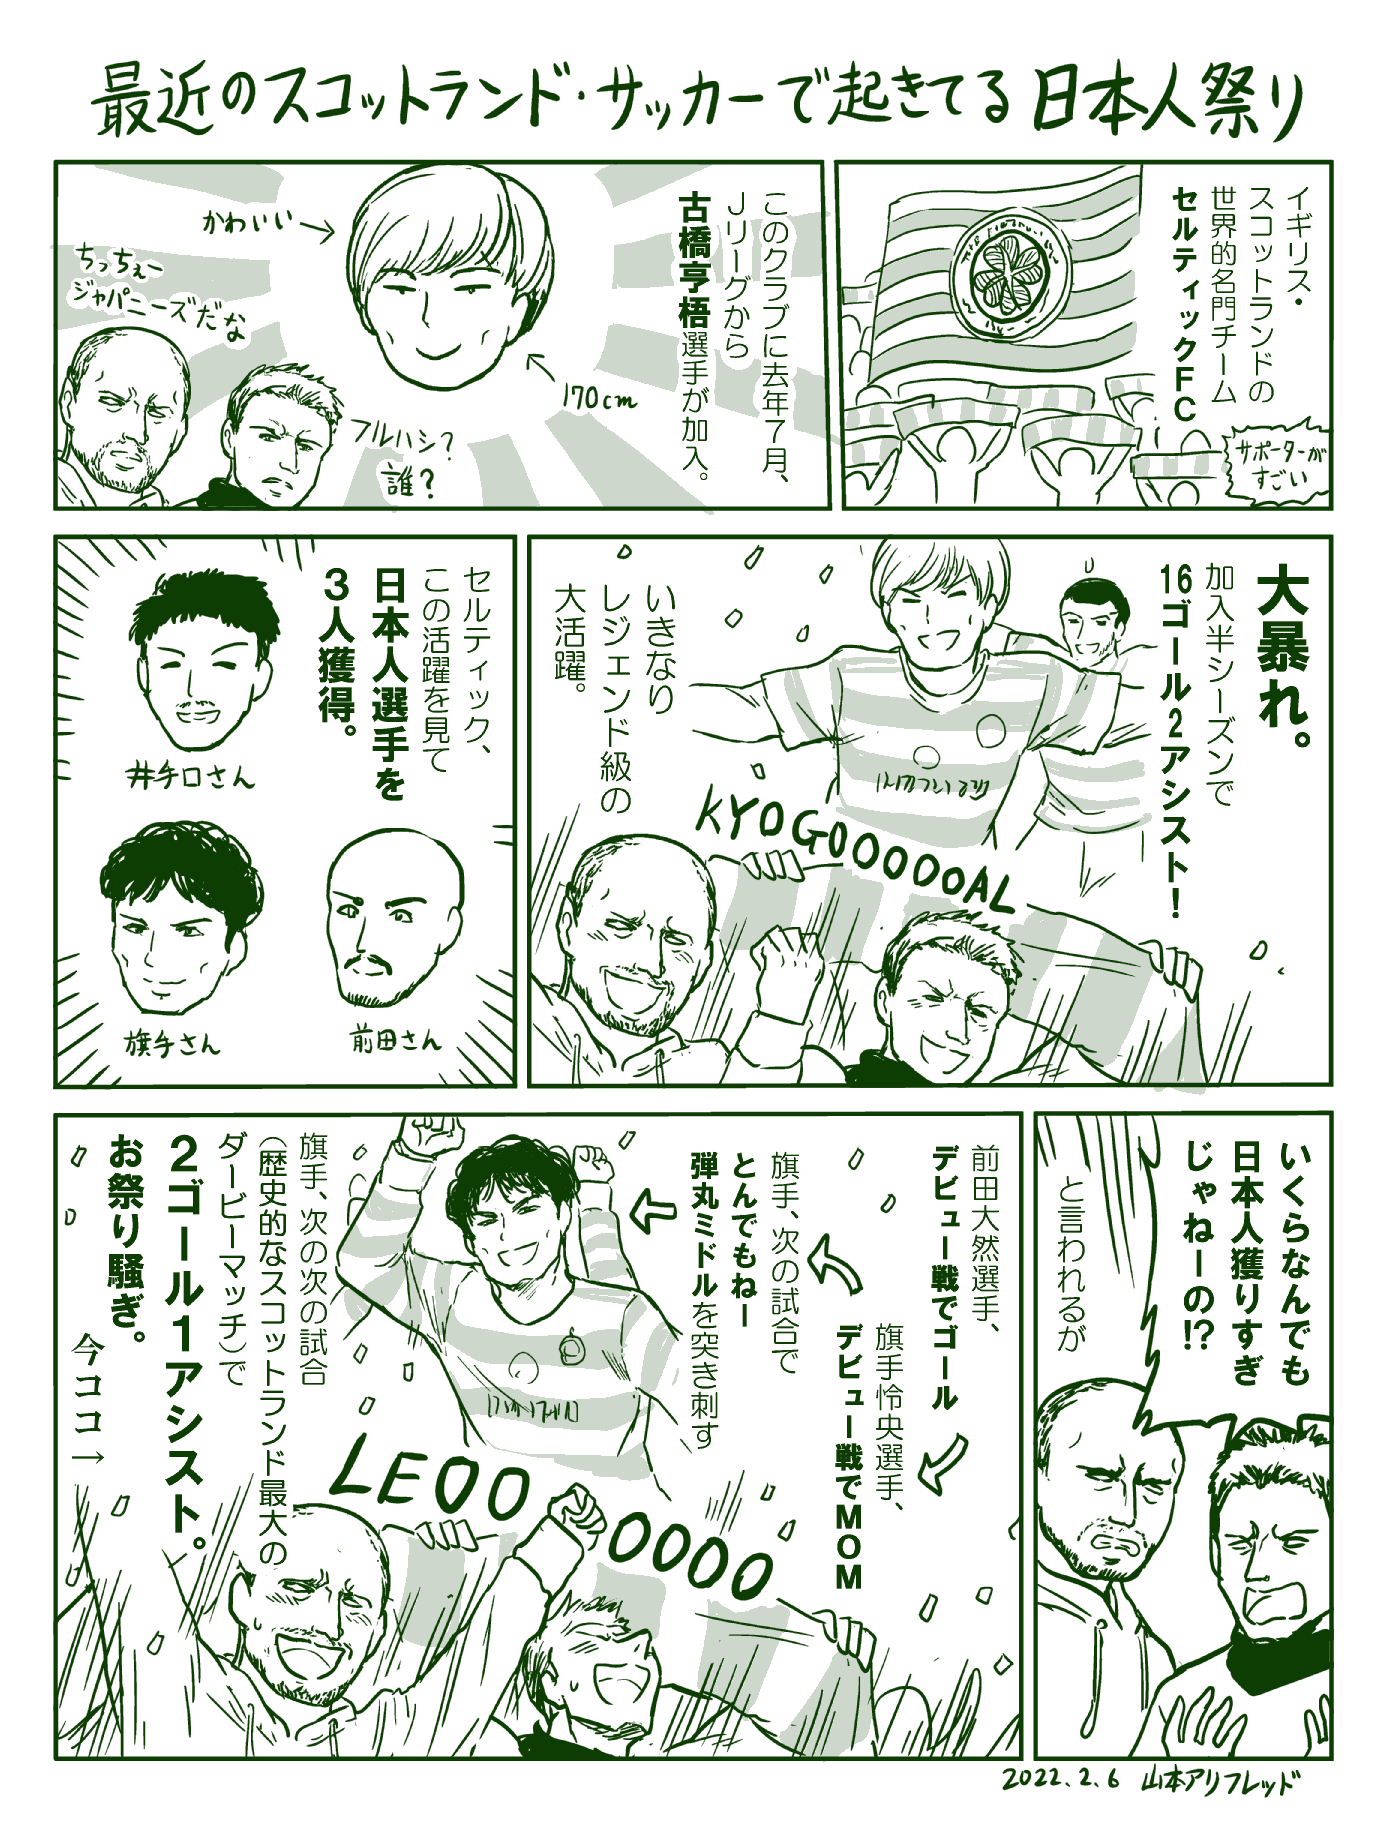 最近のスコットランド・サッカーで起きてる日本人祭り
イギリス・
スコットランドの
世界的名門チーム
セルティックFC
サポーターが
すごい
このクラブに去年7月、
Jリーグから
古橋亨梧選手が加入。
かわいい→
170cm
ちっちぇー
ジャパニーズだな
フルハシ?
誰?
大暴れ。
加入半シーズンで
16ゴール2アシスト!
いきなり
レジェンド級の
大活躍。
KYOGOOOOOAL
セルティック、
この活躍を見て
日本人選手を
3人獲得。
井手口さん
旗手さん
前田さん
いくらなんでも
日本人獲りすぎ
じゃねーの!?
と言われるが
前田大然選手、
デビュー戦でゴール
旗手怜央選手、
デビュー戦でMOM
旗手、次の試合で
とんでもねー
弾丸ミドルを突き刺す
旗手、次の次の試合
(歴史的なスコットランド最大の
ダービーマッチ)で
2ゴール1アシスト。
お祭り騒ぎ。
今ココ→
LEOO
OOOO
2022.2.6 山本アリフレッド